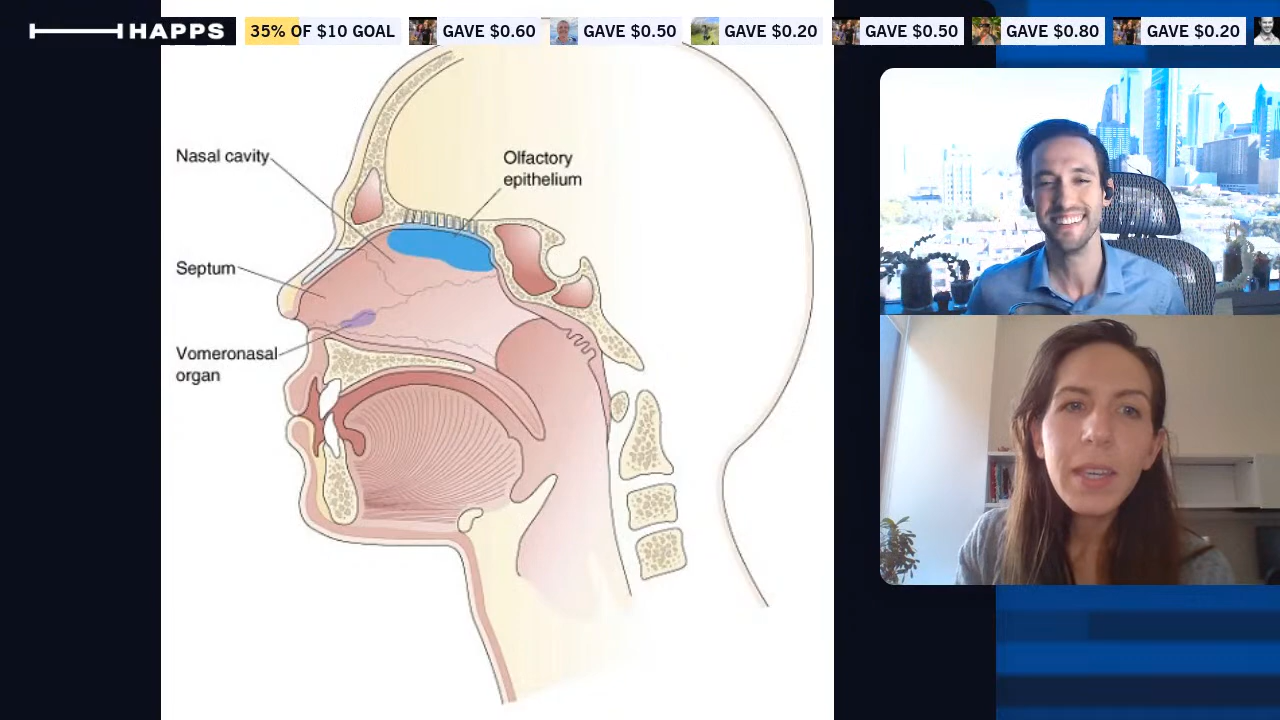 HAPPS
35% OF $10 GOAL
GAVE $0.60
GAVE $0.50
GAVE $0.20
GAVE $0.50
GAVE $0.80
GAVE $0.20
Nasal cavity
Olfactory
epithelium
Septum
Vomeronasal
organ